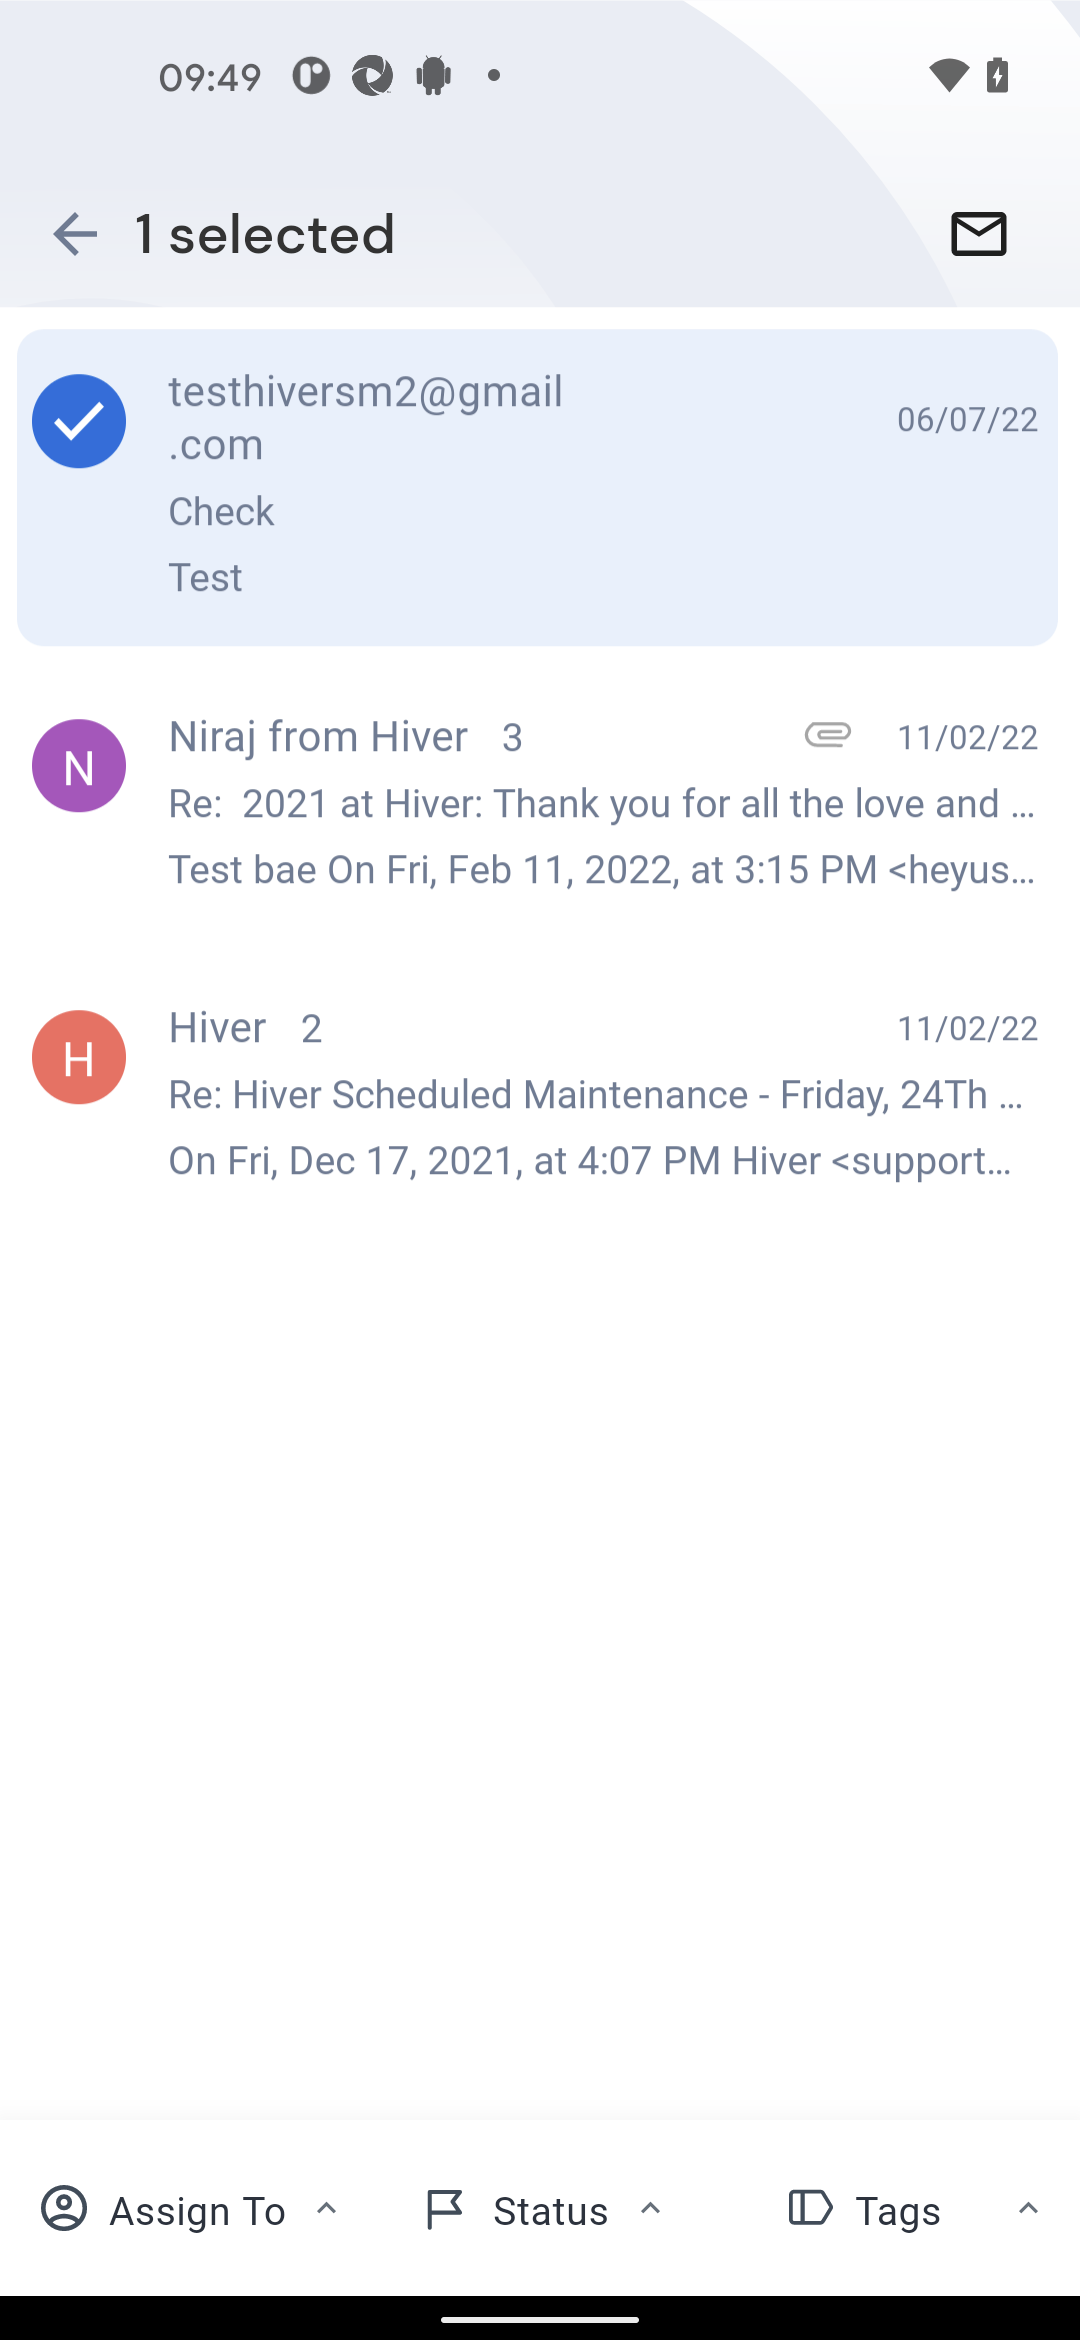 09:49
1 selected
testhiversm2@gmail
.com
06/07/22
Check
Test
N
Niraj from Hiver 3
11/02/22
Re:  2021 at Hiver: Thank you for all the love and ...
Test bae On Fri, Feb 11, 2022, at 3:15 PM <heyus...
H
Hiver 2
11/02/22
Re: Hiver Scheduled Maintenance - Friday, 24Th ...
On Fri, Dec 17, 2021, at 4:07 PM Hiver <support...
Assign To
Status
Tags